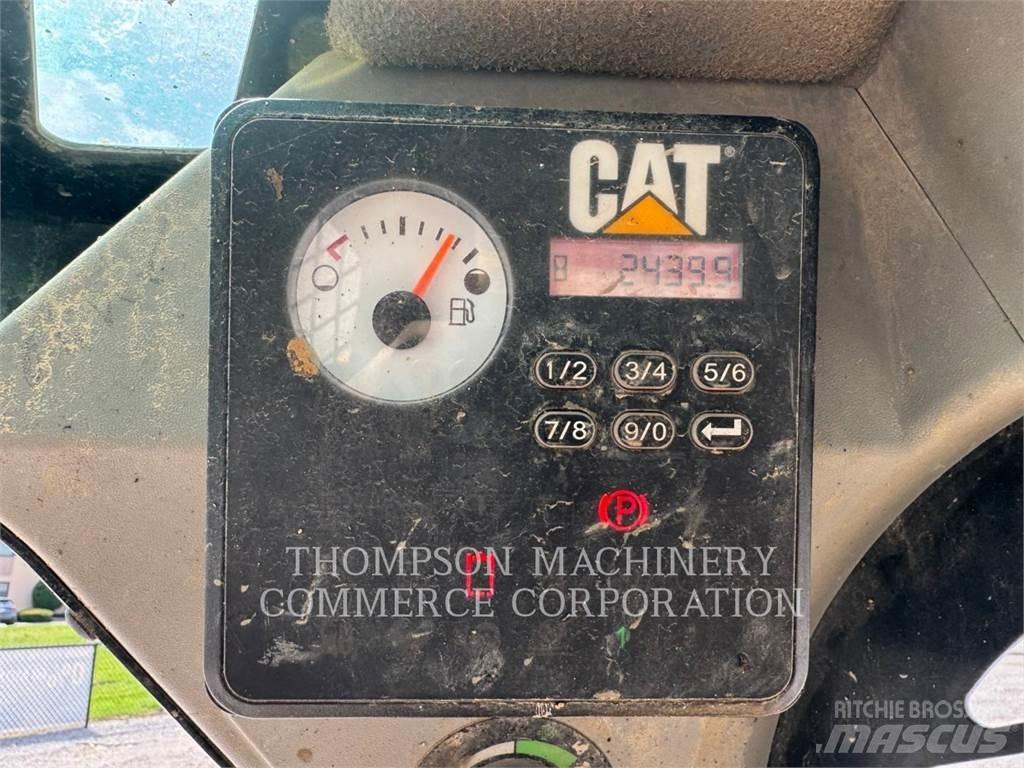 CAT®
2439.9
1/2 3/4 5/6
7/8 9/0
P
THOMPSON MACHINERY
COMMERCE CORPORATION
RITCHIE BROS
MASCUS